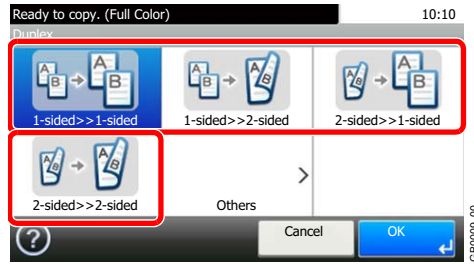 Ready to copy. (Full Color) 10:10
Duplex
A B A B
A B A B
A B A B
1-sided>>1-sided 1-sided>>2-sided 2-sided>>1-sided
A B A B
2-sided>>2-sided Others >
? Cancel OK